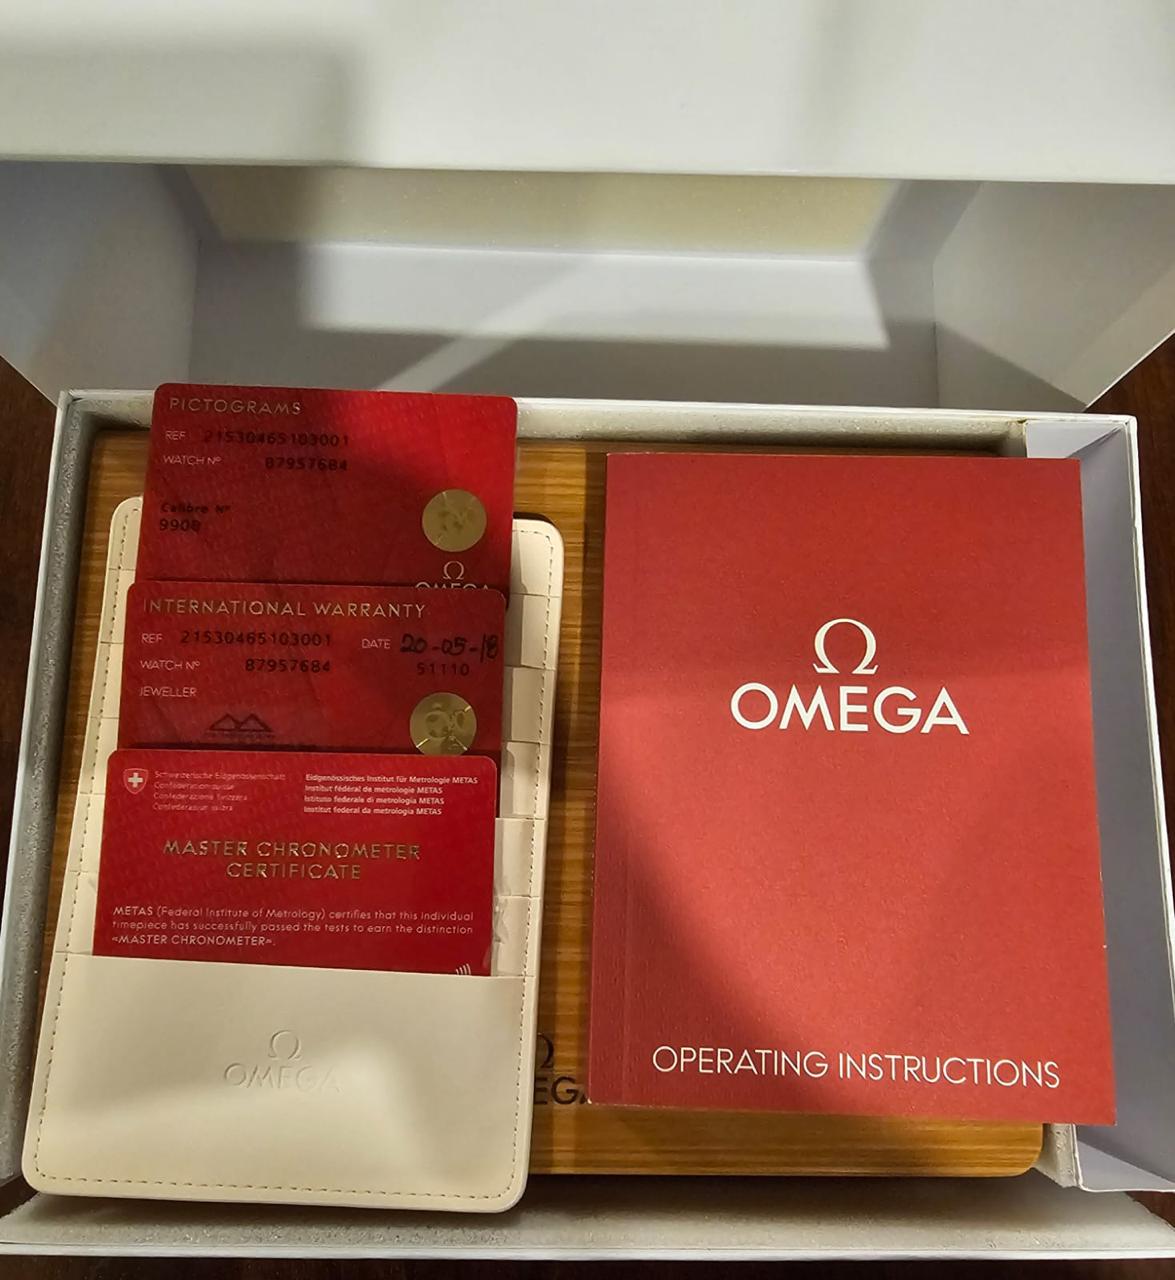 PICTOGRAMS
REF 21530465103001
WATCH Nº 87957684
Calibre Nº
9900
Ω
OMEGA
INTERNATIONAL WARRANTY
REF 21530465103001 DATE 20-05-18
WATCH Nº 87957684 51110
JEWELLER
Schweizerische Eidgenossenschaft
Confédération suisse
Confederazione Svizzera
Confederaziun svizra
Eidgenössisches Institut für Metrologie METAS
Institut fédéral de métrologie METAS
Istituto federale di metrologia METAS
Institut federal da metrologia METAS
MASTER CHRONOMETER
CERTIFICATE
METAS (Federal Institute of Metrology) certifies that this individual
timepiece has successfully passed the tests to earn the distinction
«MASTER CHRONOMETER».
Ω
OMEGA
Ω
EGA
Ω
OMEGA
OPERATING INSTRUCTIONS